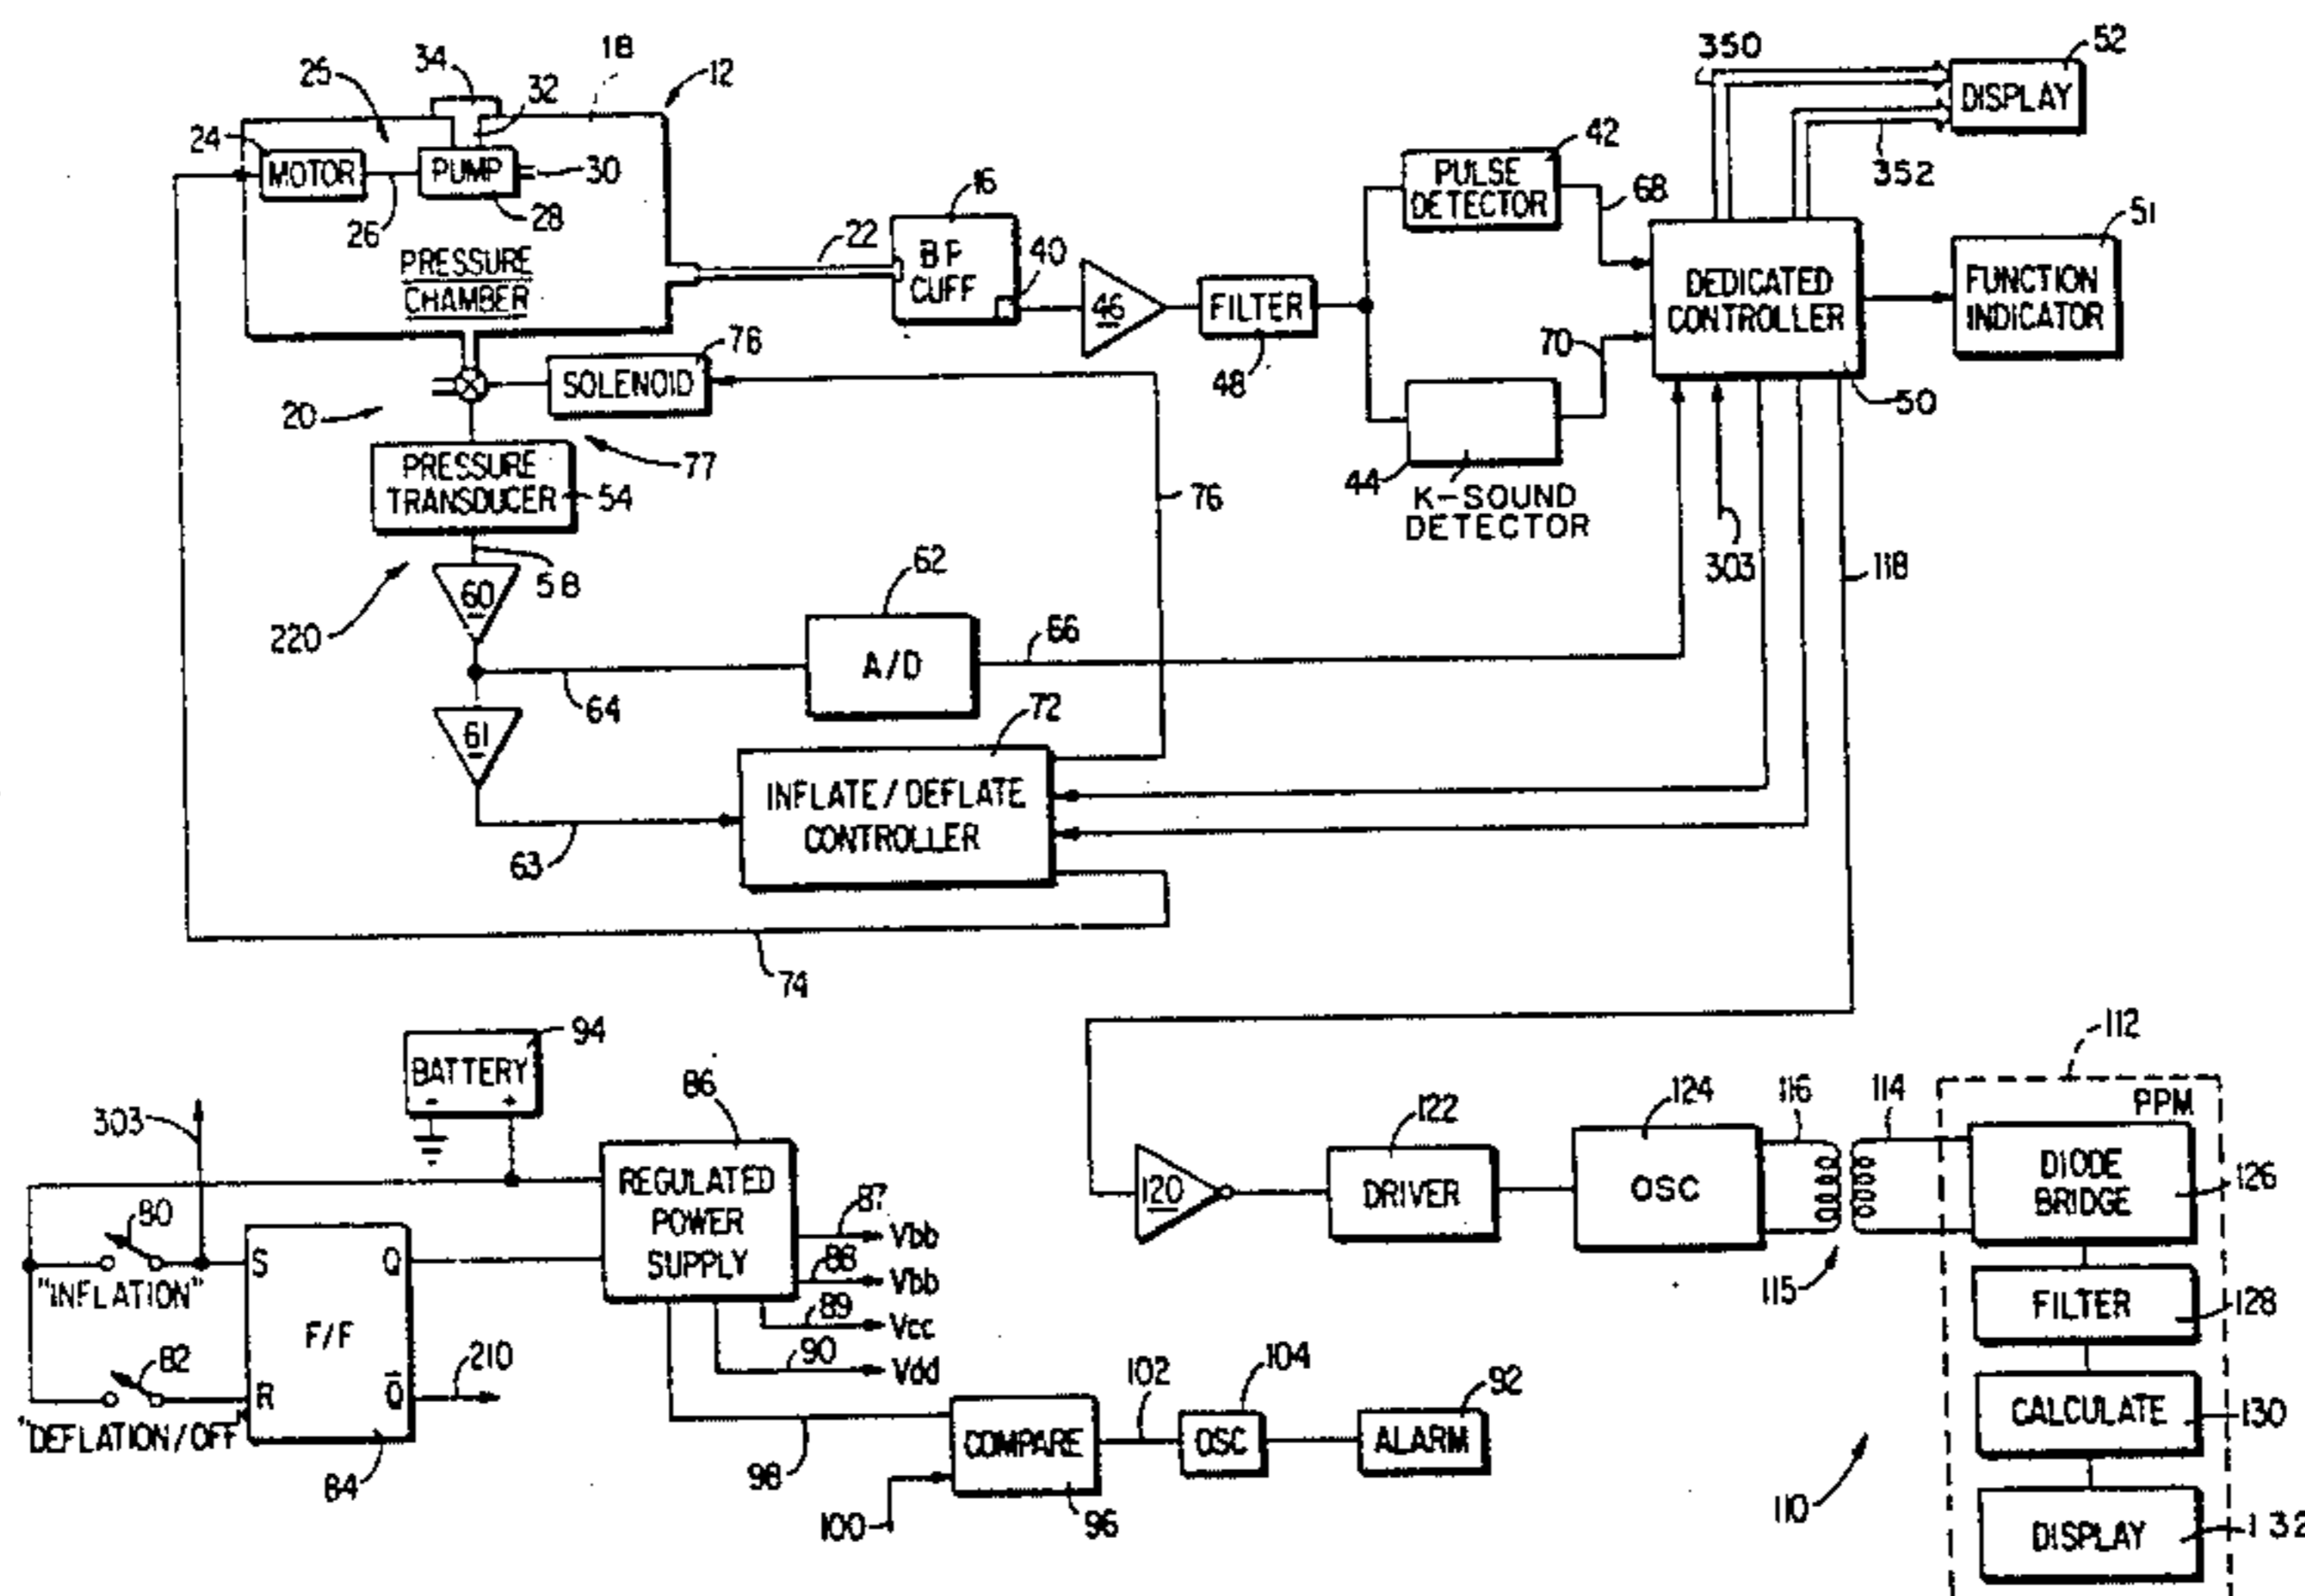 34
18
12
350
52
25
32
DISPLAY
24
42
MOTOR
PUMP
30
PULSE
DETECTOR
68
352
26
28
16
51
PRESSURE
CHAMBER
22
BP
CUFF
40
46
FILTER
48
DEDICATED
CONTROLLER
FUNCTION
INDICATOR
76
SOLENOID
70
50
20
77
PRESSURE
TRANSDUCER
54
44
K-SOUND
DETECTOR
76
303
118
58
60
62
220
A/D
66
64
61
72
INFLATE/DEFLATE
CONTROLLER
63
74
94
BATTERY
- +
112
303
86
122
124
116
114
PPM
REGULATED
POWER
SUPPLY
87
Vbb
88
Vbb
89
Vcc
90
Vdd
120
DRIVER
OSC
DIODE
BRIDGE
126
80
S
Q
"INFLATION"
115
FILTER
128
F/F
82
210
R
Q̅
"DEFLATION/OFF"
84
102
104
92
COMPARE
OSC
ALARM
CALCULATE
130
98
100
96
110
DISPLAY
132